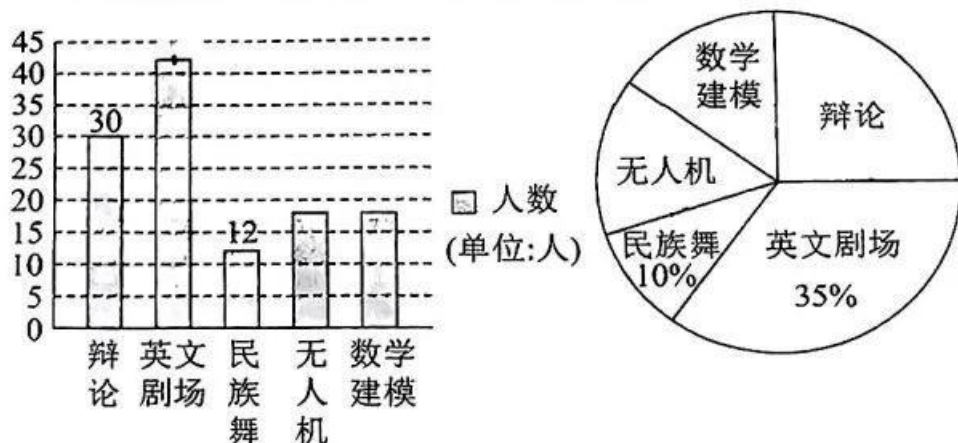 45
40
35
30
25
20
15
10
5
0
30
12
辩论
英文剧场
民族舞
无人机
数学建模
人数
(单位:人)
数学建模
辩论
无人机
民族舞
10%
英文剧场
35%